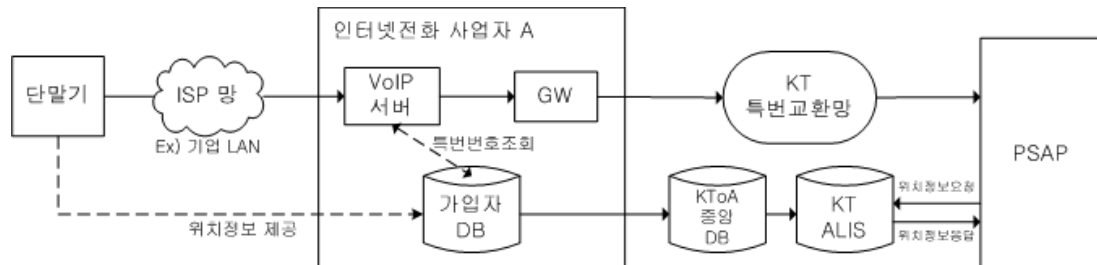 인터넷전화 사업자 A
단말기
ISP 망
Ex) 기업 LAN
VoIP
서버
GW
KT
특번교환망
PSAP
특번번호조회
가입자
DB
위치정보 제공
KToA
중앙
DB
KT
ALIS
위치정보요청
위치정보응답